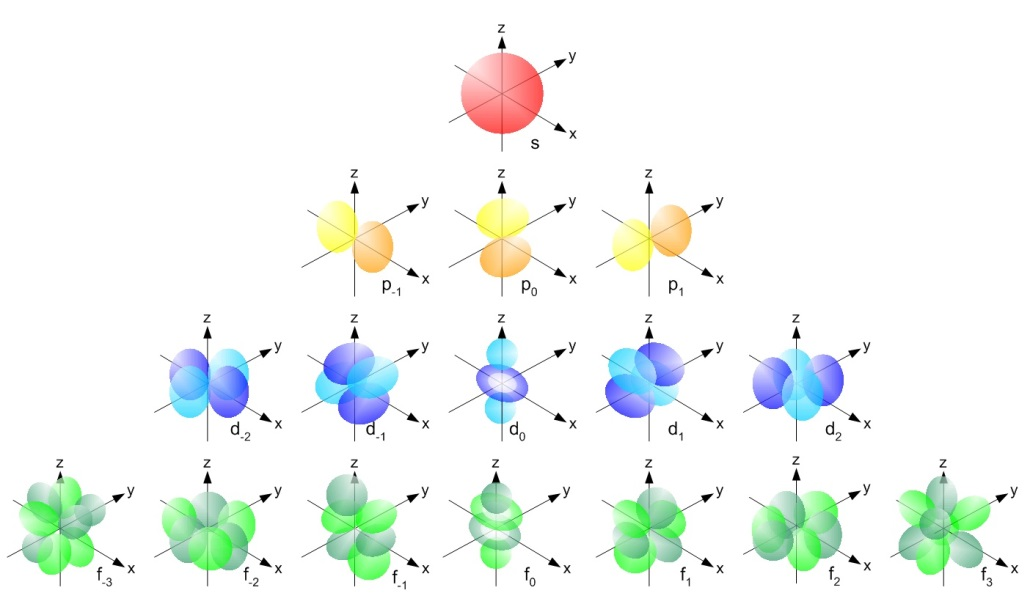 z
y
x
s
z z z
y y y
x x x
p-1 p0 p1
z z z z z
y y y y y
x x x x x
d-2 d-1 d0 d1 d2
z z z z z z z
y y y y y y y
x x x x x x x
f-3 f-2 f-1 f0 f1 f2 f3